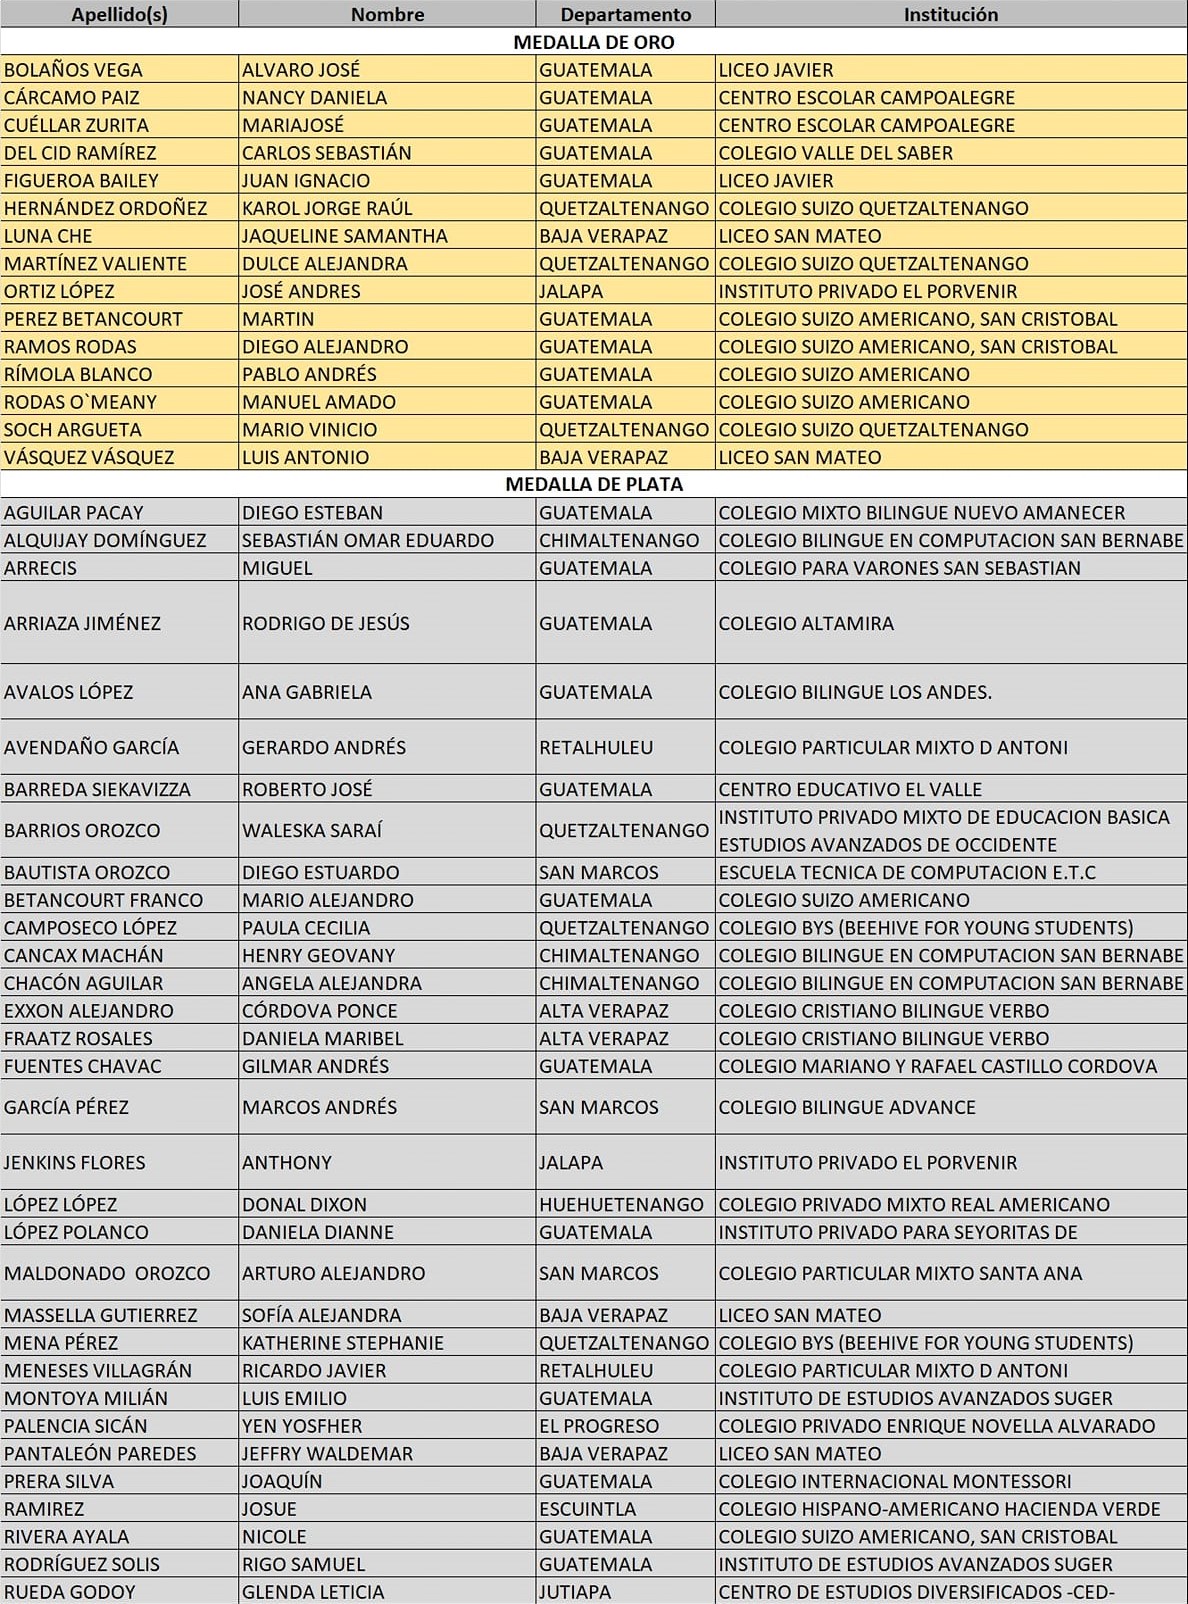 Apellido(s) Nombre Departamento Institución
MEDALLA DE ORO
BOLAÑOS VEGA ALVARO JOSÉ GUATEMALA LICEO JAVIER
CÁRCAMO PAIZ NANCY DANIELA GUATEMALA CENTRO ESCOLAR CAMPOALEGRE
CUÉLLAR ZURITA MARIAJOSÉ GUATEMALA CENTRO ESCOLAR CAMPOALEGRE
DEL CID RAMÍREZ CARLOS SEBASTIÁN GUATEMALA COLEGIO VALLE DEL SABER
FIGUEROA BAILEY JUAN IGNACIO GUATEMALA LICEO JAVIER
HERNÁNDEZ ORDOÑEZ KAROL JORGE RAÚL QUETZALTENANGO COLEGIO SUIZO QUETZALTENANGO
LUNA CHE JAQUELINE SAMANTHA BAJA VERAPAZ LICEO SAN MATEO
MARTÍNEZ VALIENTE DULCE ALEJANDRA QUETZALTENANGO COLEGIO SUIZO QUETZALTENANGO
ORTIZ LÓPEZ JOSÉ ANDRES JALAPA INSTITUTO PRIVADO EL PORVENIR
PEREZ BETANCOURT MARTIN GUATEMALA COLEGIO SUIZO AMERICANO, SAN CRISTOBAL
RAMOS RODAS DIEGO ALEJANDRO GUATEMALA COLEGIO SUIZO AMERICANO, SAN CRISTOBAL
RÍMOLA BLANCO PABLO ANDRÉS GUATEMALA COLEGIO SUIZO AMERICANO
RODAS O`MEANY MANUEL AMADO GUATEMALA COLEGIO SUIZO AMERICANO
SOCH ARGUETA MARIO VINICIO QUETZALTENANGO COLEGIO SUIZO QUETZALTENANGO
VÁSQUEZ VÁSQUEZ LUIS ANTONIO BAJA VERAPAZ LICEO SAN MATEO
MEDALLA DE PLATA
AGUILAR PACAY DIEGO ESTEBAN GUATEMALA COLEGIO MIXTO BILINGUE NUEVO AMANECER
ALQUIJAY DOMÍNGUEZ SEBASTIÁN OMAR EDUARDO CHIMALTENANGO COLEGIO BILINGUE EN COMPUTACION SAN BERNABE
ARRECIS MIGUEL GUATEMALA COLEGIO PARA VARONES SAN SEBASTIAN
ARRIAZA JIMÉNEZ RODRIGO DE JESÚS GUATEMALA COLEGIO ALTAMIRA
AVALOS LÓPEZ ANA GABRIELA GUATEMALA COLEGIO BILINGUE LOS ANDES.
AVENDAÑO GARCÍA GERARDO ANDRÉS RETALHULEU COLEGIO PARTICULAR MIXTO D ANTONI
BARREDA SIEKAVIZZA ROBERTO JOSÉ GUATEMALA CENTRO EDUCATIVO EL VALLE
BARRIOS OROZCO WALESKA SARAÍ QUETZALTENANGO INSTITUTO PRIVADO MIXTO DE EDUCACION BASICA
ESTUDIOS AVANZADOS DE OCCIDENTE
BAUTISTA OROZCO DIEGO ESTUARDO SAN MARCOS ESCUELA TECNICA DE COMPUTACION E.T.C
BETANCOURT FRANCO MARIO ALEJANDRO GUATEMALA COLEGIO SUIZO AMERICANO
CAMPOSECO LÓPEZ PAULA CECILIA QUETZALTENANGO COLEGIO BYS (BEEHIVE FOR YOUNG STUDENTS)
CANCAX MACHÁN HENRY GEOVANY CHIMALTENANGO COLEGIO BILINGUE EN COMPUTACION SAN BERNABE
CHACÓN AGUILAR ANGELA ALEJANDRA CHIMALTENANGO COLEGIO BILINGUE EN COMPUTACION SAN BERNABE
EXXON ALEJANDRO CÓRDOVA PONCE ALTA VERAPAZ COLEGIO CRISTIANO BILINGUE VERBO
FRAATZ ROSALES DANIELA MARIBEL ALTA VERAPAZ COLEGIO CRISTIANO BILINGUE VERBO
FUENTES CHAVAC GILMAR ANDRÉS GUATEMALA COLEGIO MARIANO Y RAFAEL CASTILLO CORDOVA
GARCÍA PÉREZ MARCOS ANDRÉS SAN MARCOS COLEGIO BILINGUE ADVANCE
JENKINS FLORES ANTHONY JALAPA INSTITUTO PRIVADO EL PORVENIR
LÓPEZ LÓPEZ DONAL DIXON HUEHUETENANGO COLEGIO PRIVADO MIXTO REAL AMERICANO
LÓPEZ POLANCO DANIELA DIANNE GUATEMALA INSTITUTO PRIVADO PARA SEYORITAS DE
MALDONADO  OROZCO ARTURO ALEJANDRO SAN MARCOS COLEGIO PARTICULAR MIXTO SANTA ANA
MASSELLA GUTIERREZ SOFÍA ALEJANDRA BAJA VERAPAZ LICEO SAN MATEO
MENA PÉREZ KATHERINE STEPHANIE QUETZALTENANGO COLEGIO BYS (BEEHIVE FOR YOUNG STUDENTS)
MENESES VILLAGRÁN RICARDO JAVIER RETALHULEU COLEGIO PARTICULAR MIXTO D ANTONI
MONTOYA MILIÁN LUIS EMILIO GUATEMALA INSTITUTO DE ESTUDIOS AVANZADOS SUGER
PALENCIA SICÁN YEN YOSFHER EL PROGRESO COLEGIO PRIVADO ENRIQUE NOVELLA ALVARADO
PANTALEÓN PAREDES JEFFRY WALDEMAR BAJA VERAPAZ LICEO SAN MATEO
PRERA SILVA JOAQUÍN GUATEMALA COLEGIO INTERNACIONAL MONTESSORI
RAMIREZ JOSUE ESCUINTLA COLEGIO HISPANO-AMERICANO HACIENDA VERDE
RIVERA AYALA NICOLE GUATEMALA COLEGIO SUIZO AMERICANO, SAN CRISTOBAL
RODRÍGUEZ SOLIS RIGO SAMUEL GUATEMALA INSTITUTO DE ESTUDIOS AVANZADOS SUGER
RUEDA GODOY GLENDA LETICIA JUTIAPA CENTRO DE ESTUDIOS DIVERSIFICADOS -CED-